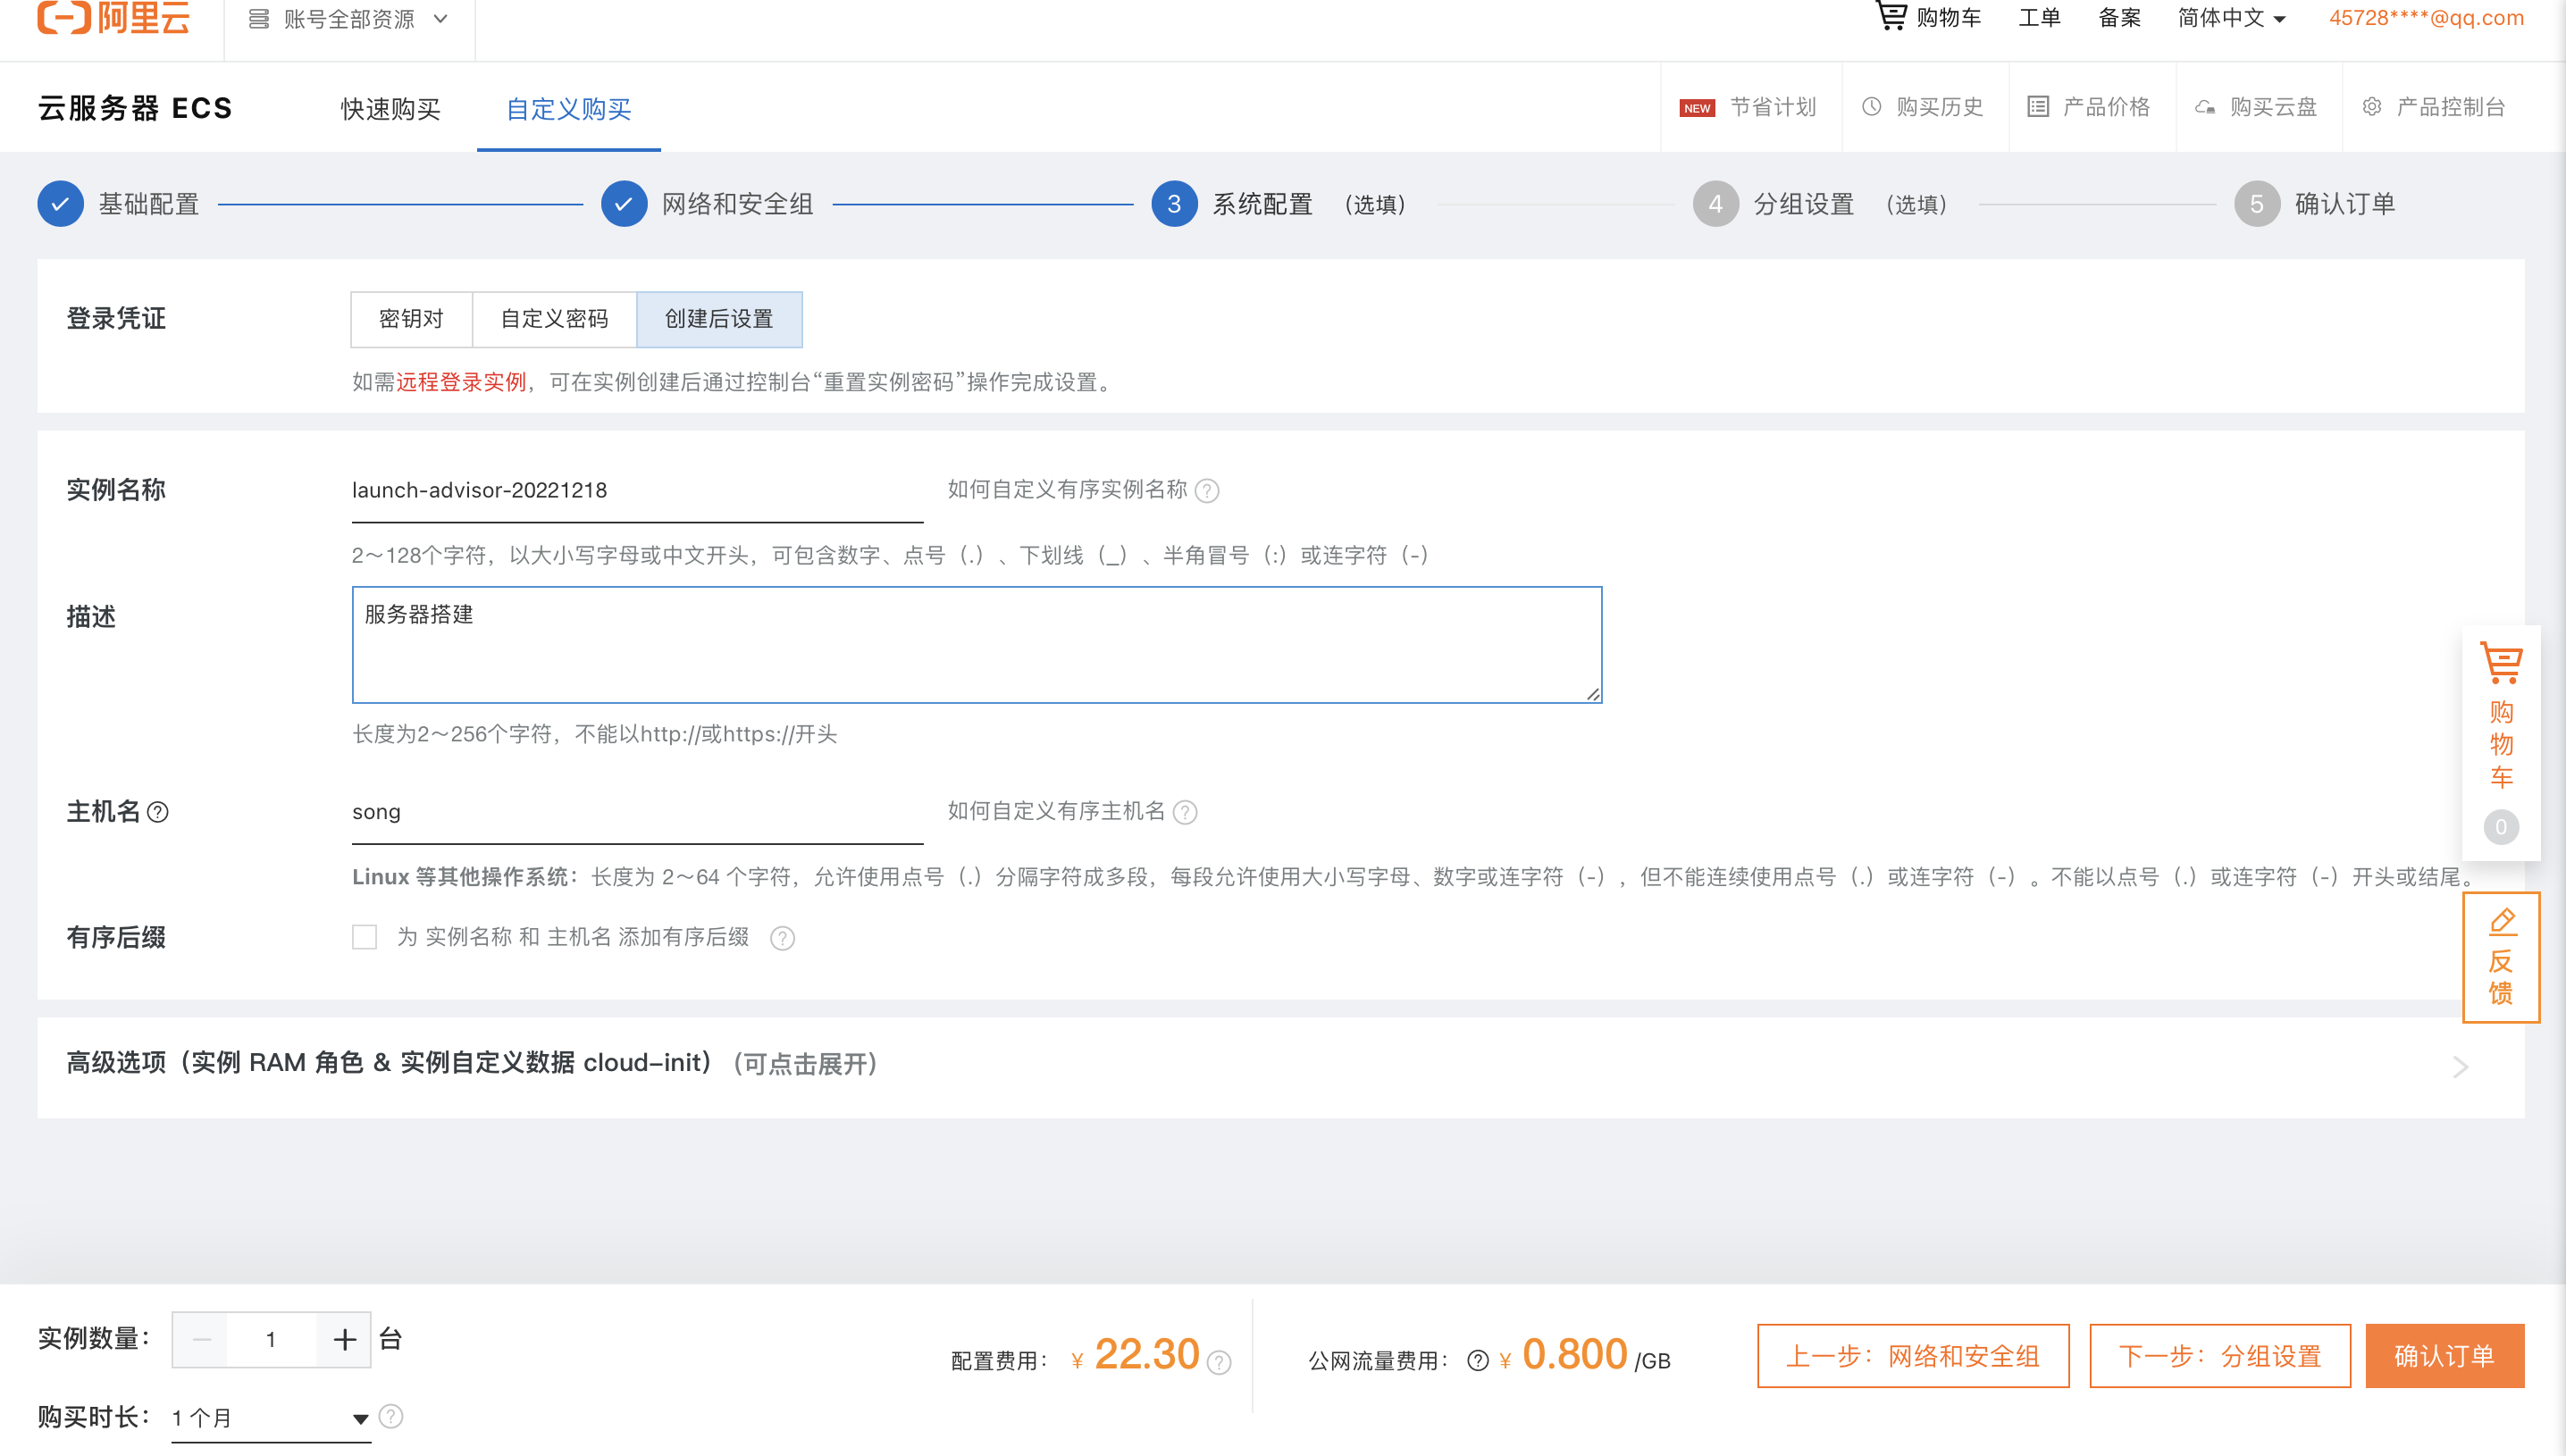 阿里云 账号全部资源 购物车 工单 备案 简体中文 45728****@qq.com
云服务器 ECS 快速购买 自定义购买 NEW 节省计划 购买历史 产品价格 购买云盘 产品控制台
基础配置 网络和安全组 3 系统配置 （选填） 4 分组设置 （选填） 5 确认订单
登录凭证 密钥对 自定义密码 创建后设置
如需远程登录实例，可在实例创建后通过控制台“重置实例密码”操作完成设置。
实例名称 launch-advisor-20221218 如何自定义有序实例名称 ?
2～128个字符，以大小写字母或中文开头，可包含数字、点号（.）、下划线（_）、半角冒号（:）或连字符（-）
描述 服务器搭建
长度为2～256个字符，不能以http://或https://开头
主机名 ? song 如何自定义有序主机名 ?
Linux 等其他操作系统：长度为 2～64 个字符，允许使用点号（.）分隔字符成多段，每段允许使用大小写字母、数字或连字符（-），但不能连续使用点号（.）或连字符（-）。不能以点号（.）或连字符（-）开头或结尾。
有序后缀 为 实例名称 和 主机名 添加有序后缀 ?
高级选项（实例 RAM 角色 & 实例自定义数据 cloud-init）（可点击展开）
购物车
0
反馈
实例数量： 1 台 配置费用： ¥ 22.30 ? 公网流量费用： ? ¥ 0.800 /GB 上一步：网络和安全组 下一步：分组设置 确认订单
购买时长： 1 个月 ?